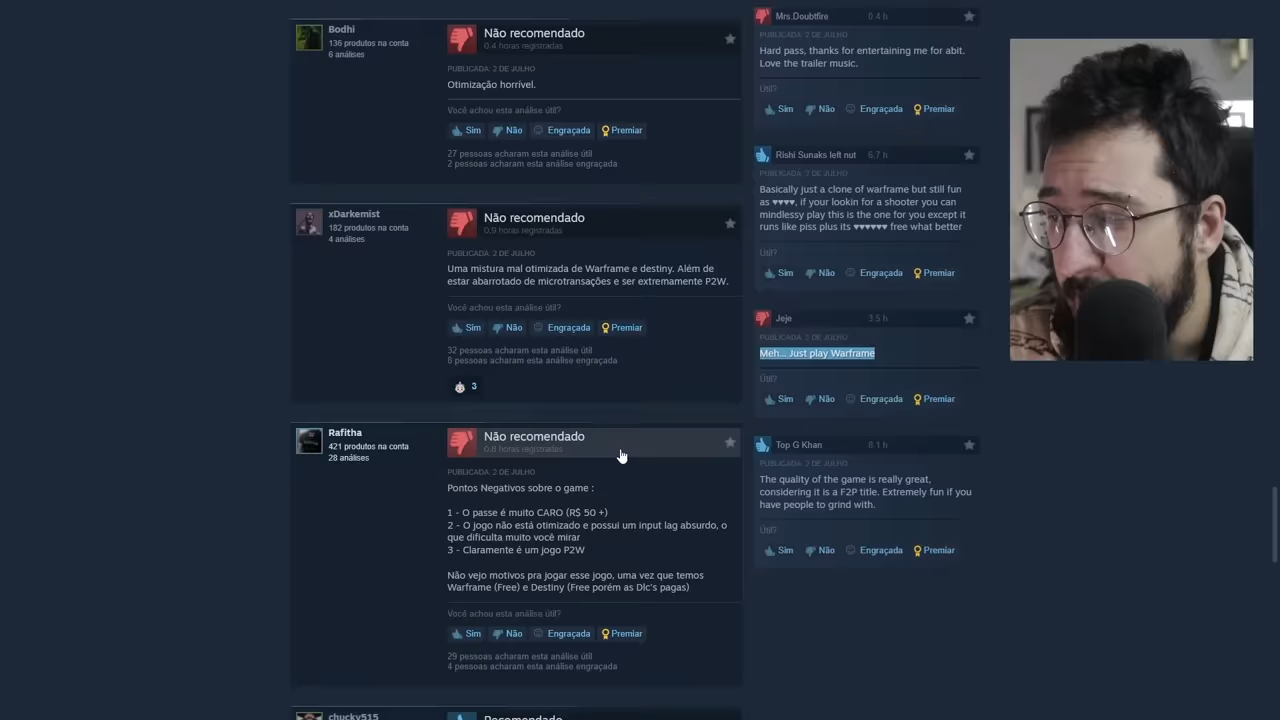 Bodhi
136 produtos na conta
6 análises
Não recomendado
0.4 horas registradas
PUBLICADA: 2 DE JULHO
Otimização horrível.
Você achou esta análise útil?
Sim
Não
Engraçada
Premiar
27 pessoas acharam esta análise útil
2 pessoas acharam esta análise engraçada
xDarkemist
182 produtos na conta
4 análises
Não recomendado
0.9 horas registradas
PUBLICADA: 2 DE JULHO
Uma mistura mal otimizada de Warframe e destiny. Além de
estar abarrotado de microtransações e ser extremamente P2W.
Você achou esta análise útil?
Sim
Não
Engraçada
Premiar
32 pessoas acharam esta análise útil
8 pessoas acharam esta análise engraçada
3
Rafitha
421 produtos na conta
28 análises
Não recomendado
0.8 horas registradas
PUBLICADA: 2 DE JULHO
Pontos Negativos sobre o game :
1 - O passe é muito CARO (R$ 50 +)
2 - O jogo não está otimizado e possui um input lag absurdo, o
que dificulta muito você mirar
3 - Claramente é um jogo P2W
Não vejo motivos pra jogar esse jogo, uma vez que temos
Warframe (Free) e Destiny (Free porém as Dlc's pagas)
Você achou esta análise útil?
Sim
Não
Engraçada
Premiar
29 pessoas acharam esta análise útil
4 pessoas acharam esta análise engraçada
chucky515
Recomendado
Mrs.Doubtfire
0.4 h
PUBLICADA: 2 DE JULHO
Hard pass, thanks for entertaining me for abit.
Love the trailer music.
Útil?
Sim
Não
Engraçada
Premiar
Rishi Sunaks left nut
6.7 h
PUBLICADA: 2 DE JULHO
Basically just a clone of warframe but still fun
as ♥♥♥♥, if your lookin for a shooter you can
mindlessy play this is the one for you except it
runs like piss plus its ♥♥♥♥♥♥ free what better
Útil?
Sim
Não
Engraçada
Premiar
Jeje
3.5 h
PUBLICADA: 2 DE JULHO
Meh... Just play Warframe
Útil?
Sim
Não
Engraçada
Premiar
Top G Khan
8.1 h
PUBLICADA: 2 DE JULHO
The quality of the game is really great,
considering it is a F2P title. Extremely fun if you
have people to grind with.
Útil?
Sim
Não
Engraçada
Premiar